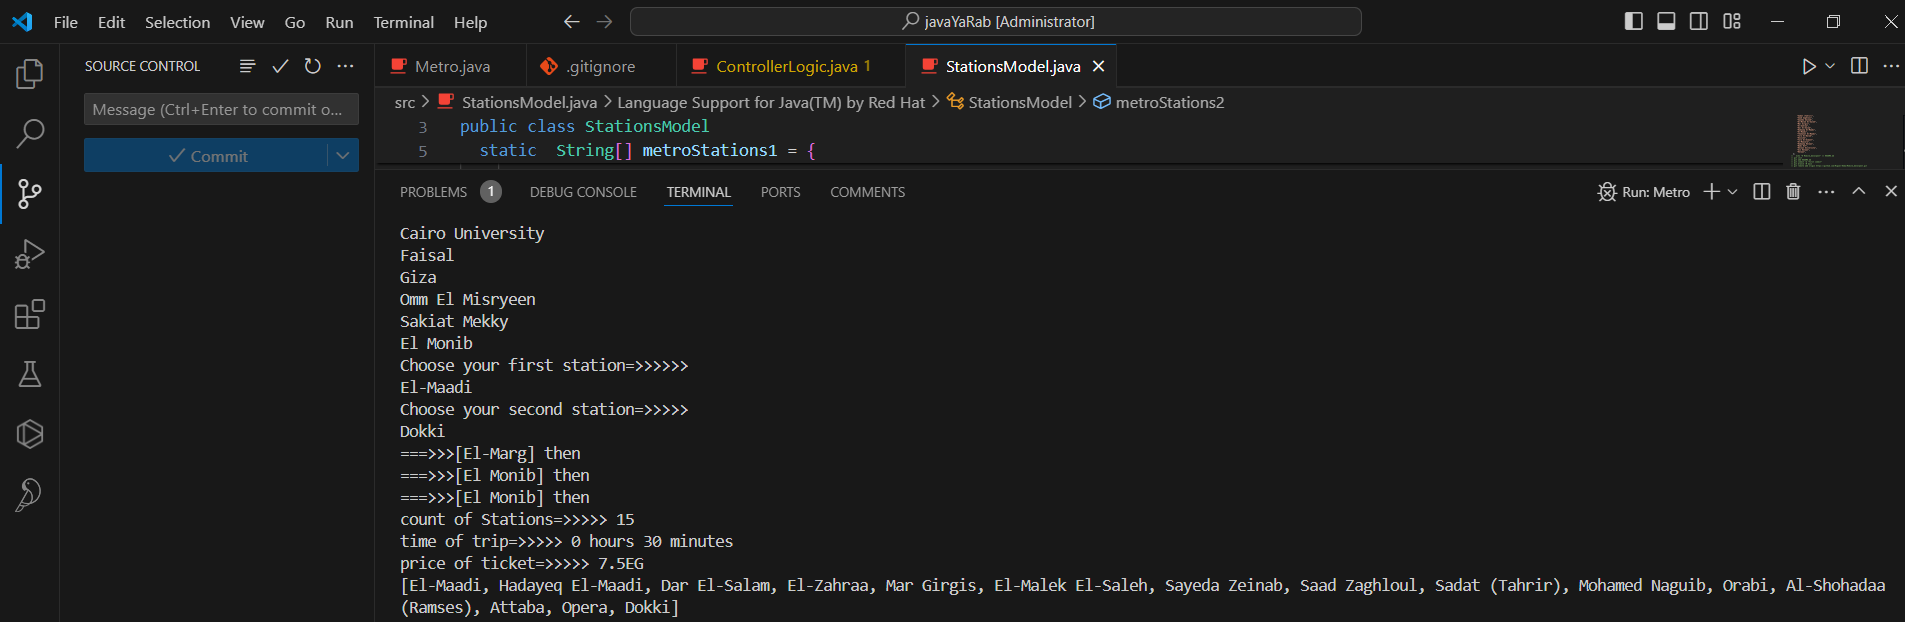 File Edit Selection View Go Run Terminal Help javaYaRab [Administrator]
SOURCE CONTROL
Message (Ctrl+Enter to commit o...
Commit
Metro.java .gitignore ControllerLogic.java 1 StationsModel.java
src > StationsModel.java > Language Support for Java(TM) by Red Hat > StationsModel > metroStations2
3 public class StationsModel
5 static String[] metroStations1 = {
PROBLEMS 1 DEBUG CONSOLE TERMINAL PORTS COMMENTS Run: Metro
Cairo University
Faisal
Giza
Omm El Misryeen
Sakiat Mekky
El Monib
Choose your first station=>>>>>>
El-Maadi
Choose your second station=>>>>>
Dokki
===>>>[El-Marg] then
===>>>[El Monib] then
===>>>[El Monib] then
count of Stations=>>>>> 15
time of trip=>>>>> 0 hours 30 minutes
price of ticket=>>>>> 7.5EG
[El-Maadi, Hadayeq El-Maadi, Dar El-Salam, El-Zahraa, Mar Girgis, El-Malek El-Saleh, Sayeda Zeinab, Saad Zaghloul, Sadat (Tahrir), Mohamed Naguib, Orabi, Al-Shohadaa
(Ramses), Attaba, Opera, Dokki]